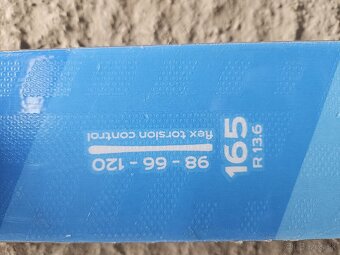 flex torsion control
98 - 66 - 120
165
R 13.6